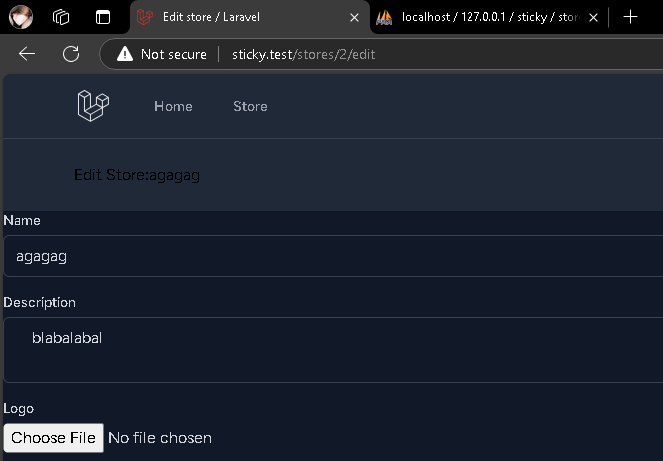 Edit store / Laravel
localhost / 127.0.0.1 / sticky / stor
Not secure sticky.test/stores/2/edit
Home Store
Edit Store:agagag
Name
agagag
Description
blabalabal
Logo
Choose File No file chosen